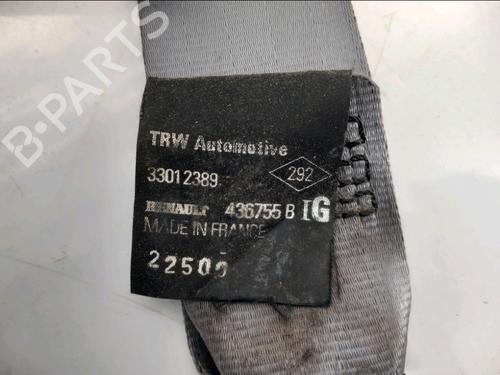 B-PARTS
TRW Automotive
33012389 292
RENAULT 436755 B IG
MADE IN FRANCE
22500